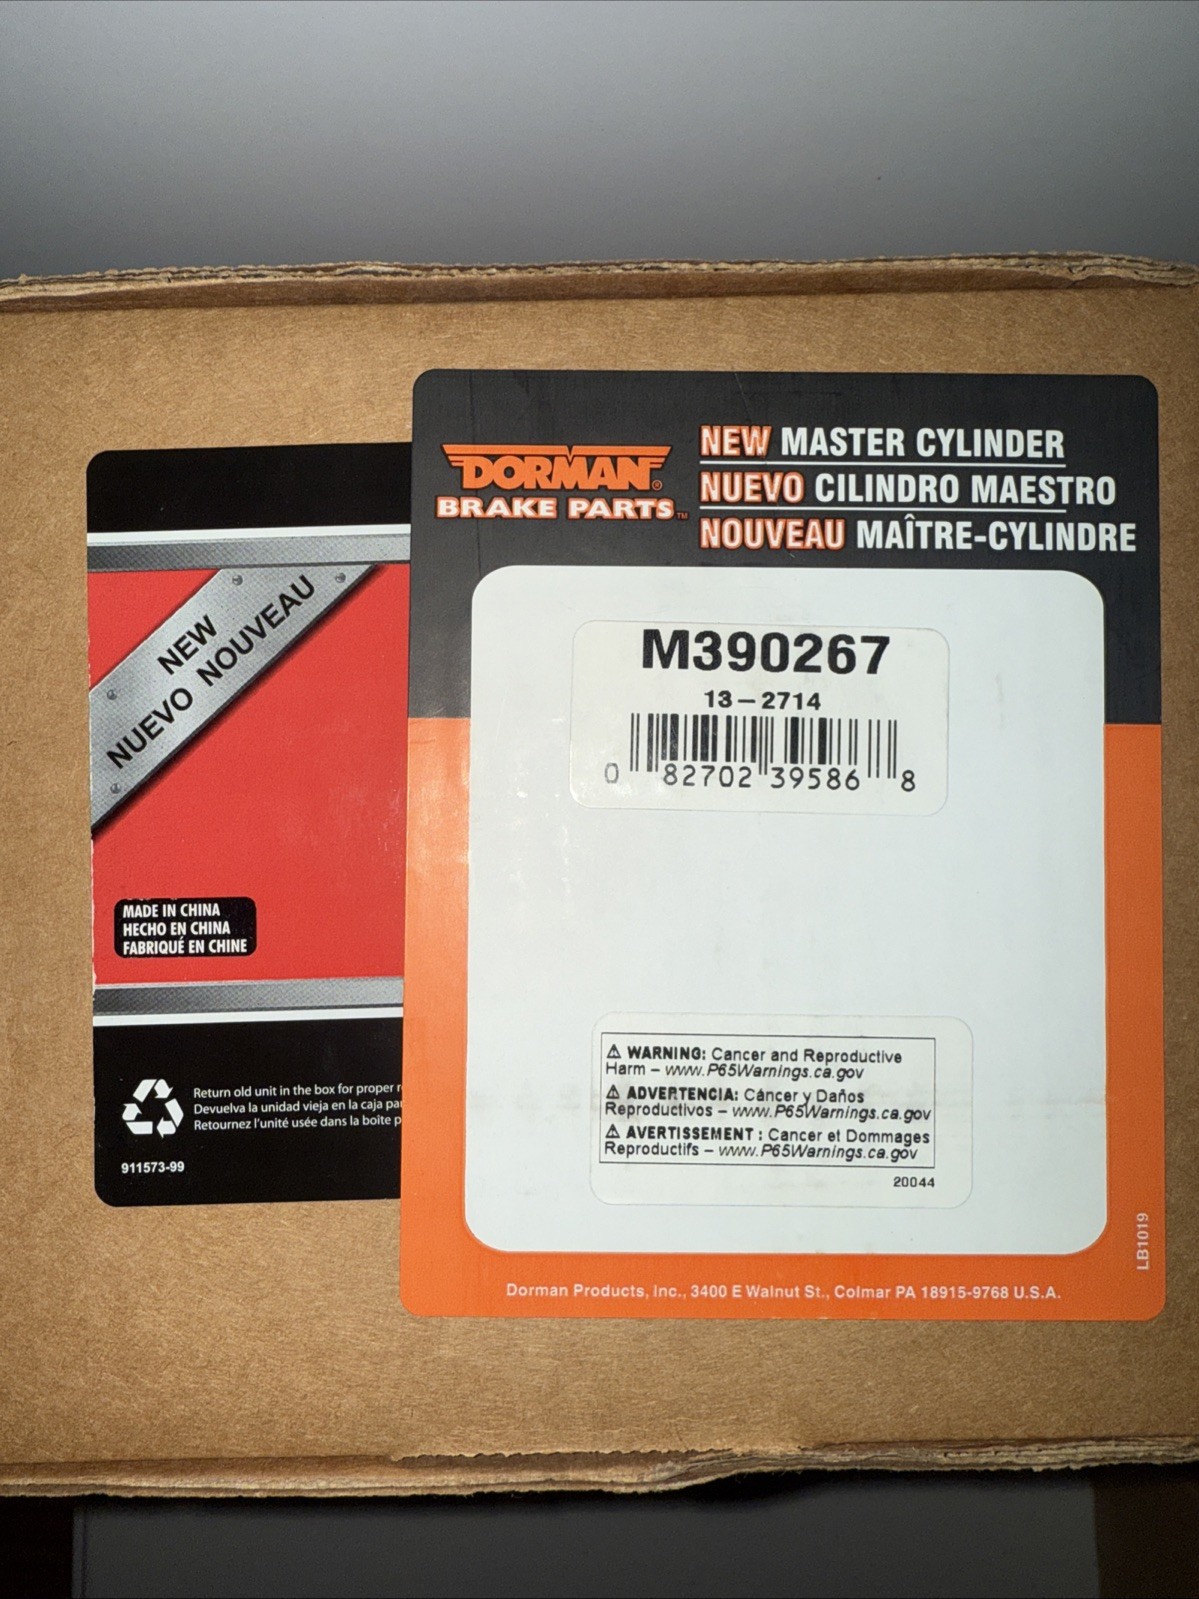 DORMAN®
BRAKE PARTS™
NEW MASTER CYLINDER
NUEVO CILINDRO MAESTRO
NOUVEAU MAÎTRE-CYLINDRE
M390267
13-2714
0 82702 39586 8
NEW
NUEVO NOUVEAU
MADE IN CHINA
HECHO EN CHINA
FABRIQUÉ EN CHINE
Return old unit in the box for proper
Devuelva la unidad vieja en la caja
Retournez l'unité usée dans la boîte
911573-99
⚠ WARNING: Cancer and Reproductive
Harm – www.P65Warnings.ca.gov
⚠ ADVERTENCIA: Cáncer y Daños
Reproductivos – www.P65Warnings.ca.gov
⚠ AVERTISSEMENT : Cancer et Dommages
Reproductifs – www.P65Warnings.ca.gov
20044
LB1019
Dorman Products, Inc., 3400 E Walnut St., Colmar PA 18915-9768 U.S.A.